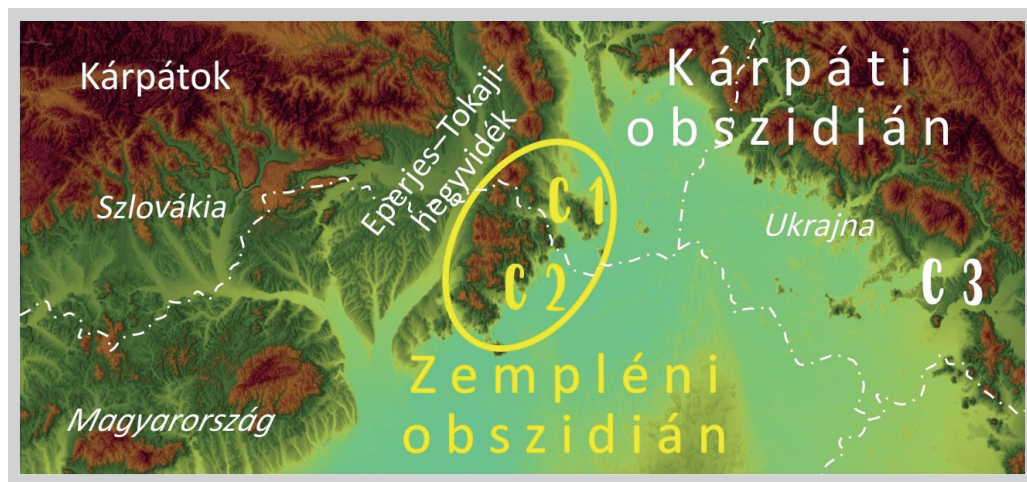 Kárpátok
Eperjes–Tokaji-
hegyvidék
Kárpáti
obszidián
Szlovákia
C 1
Ukrajna
C 2
C 3
Zempléni
obszidián
Magyarország